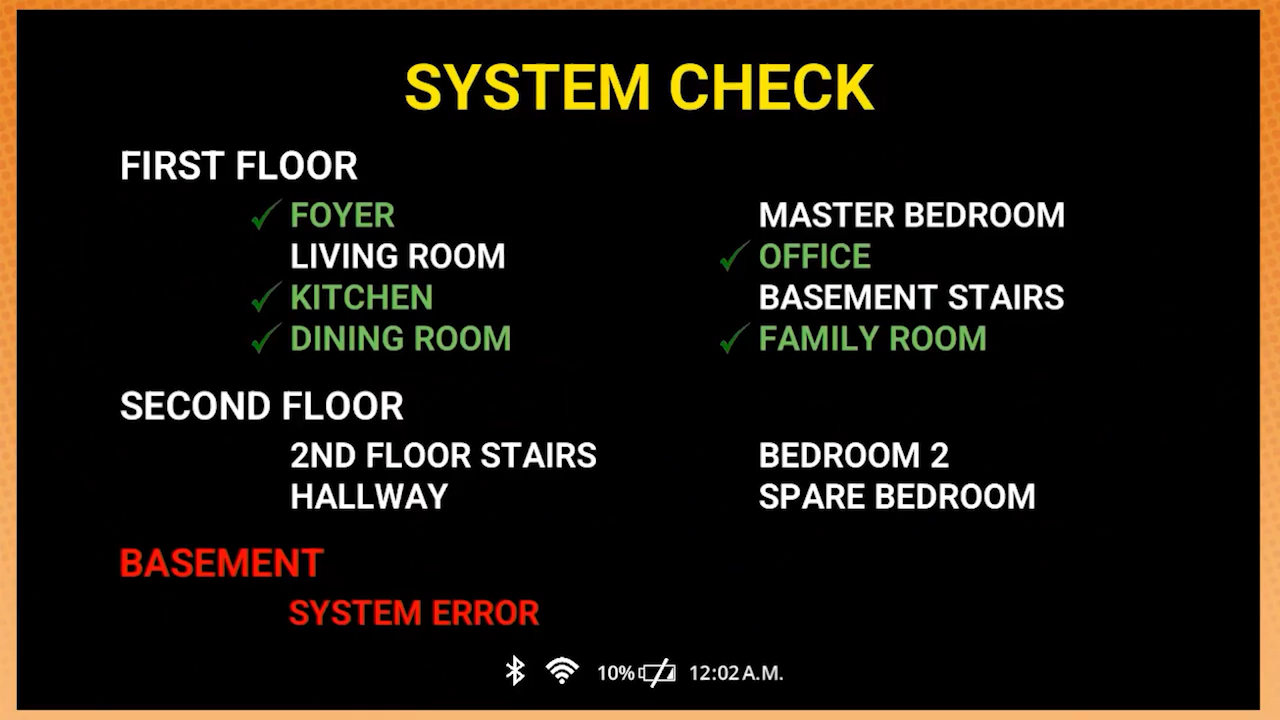 SYSTEM CHECK
FIRST FLOOR
FOYER
LIVING ROOM
KITCHEN
DINING ROOM
MASTER BEDROOM
OFFICE
BASEMENT STAIRS
FAMILY ROOM
SECOND FLOOR
2ND FLOOR STAIRS
HALLWAY
BEDROOM 2
SPARE BEDROOM
BASEMENT
SYSTEM ERROR
10% 12:02 A.M.